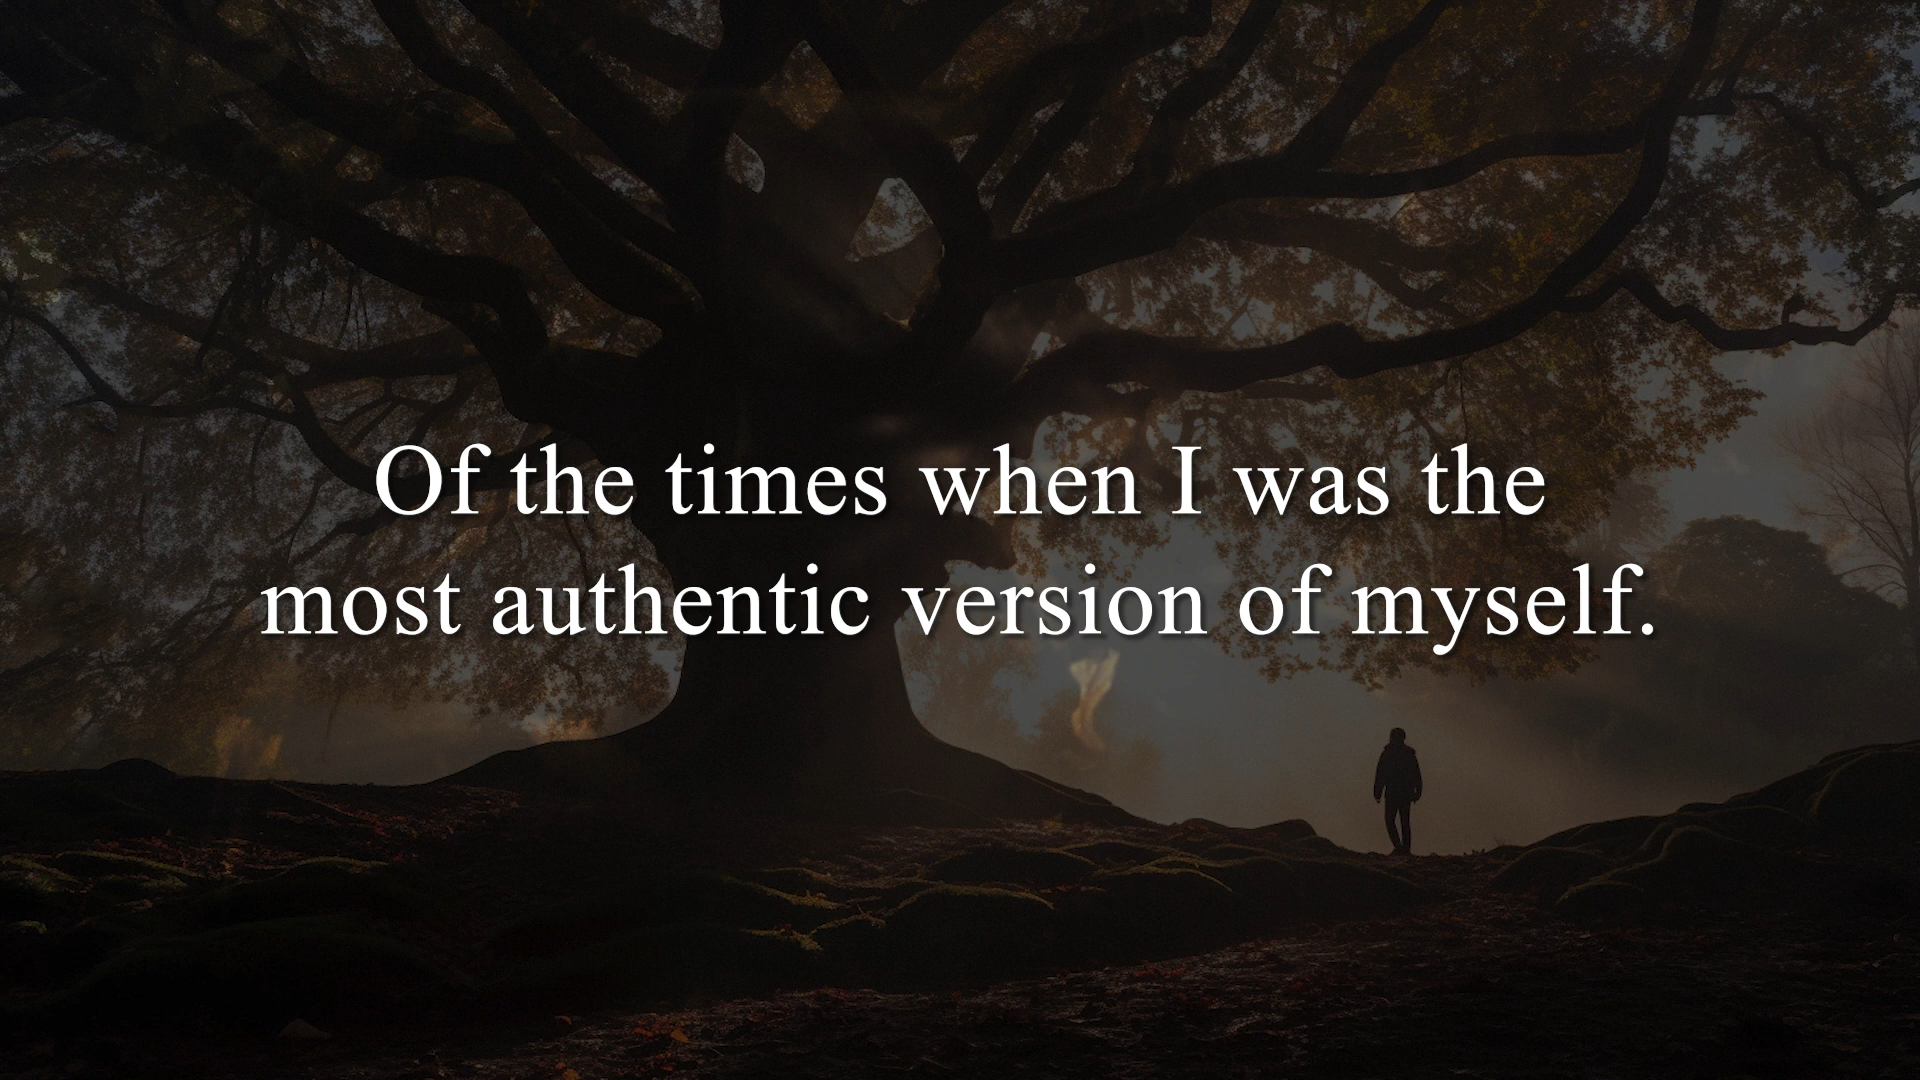 Of the times when I was the
most authentic version of myself.